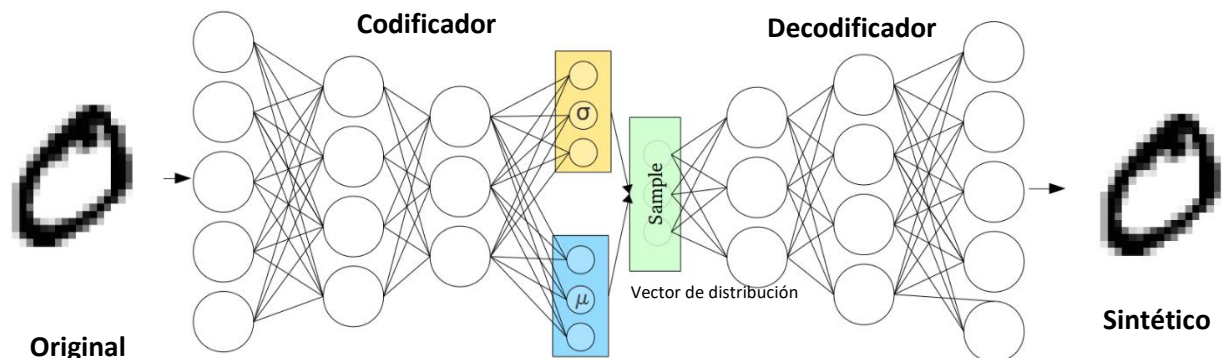 Codificador
Decodificador
σ
Sample
μ
Vector de distribución
Original
Sintético